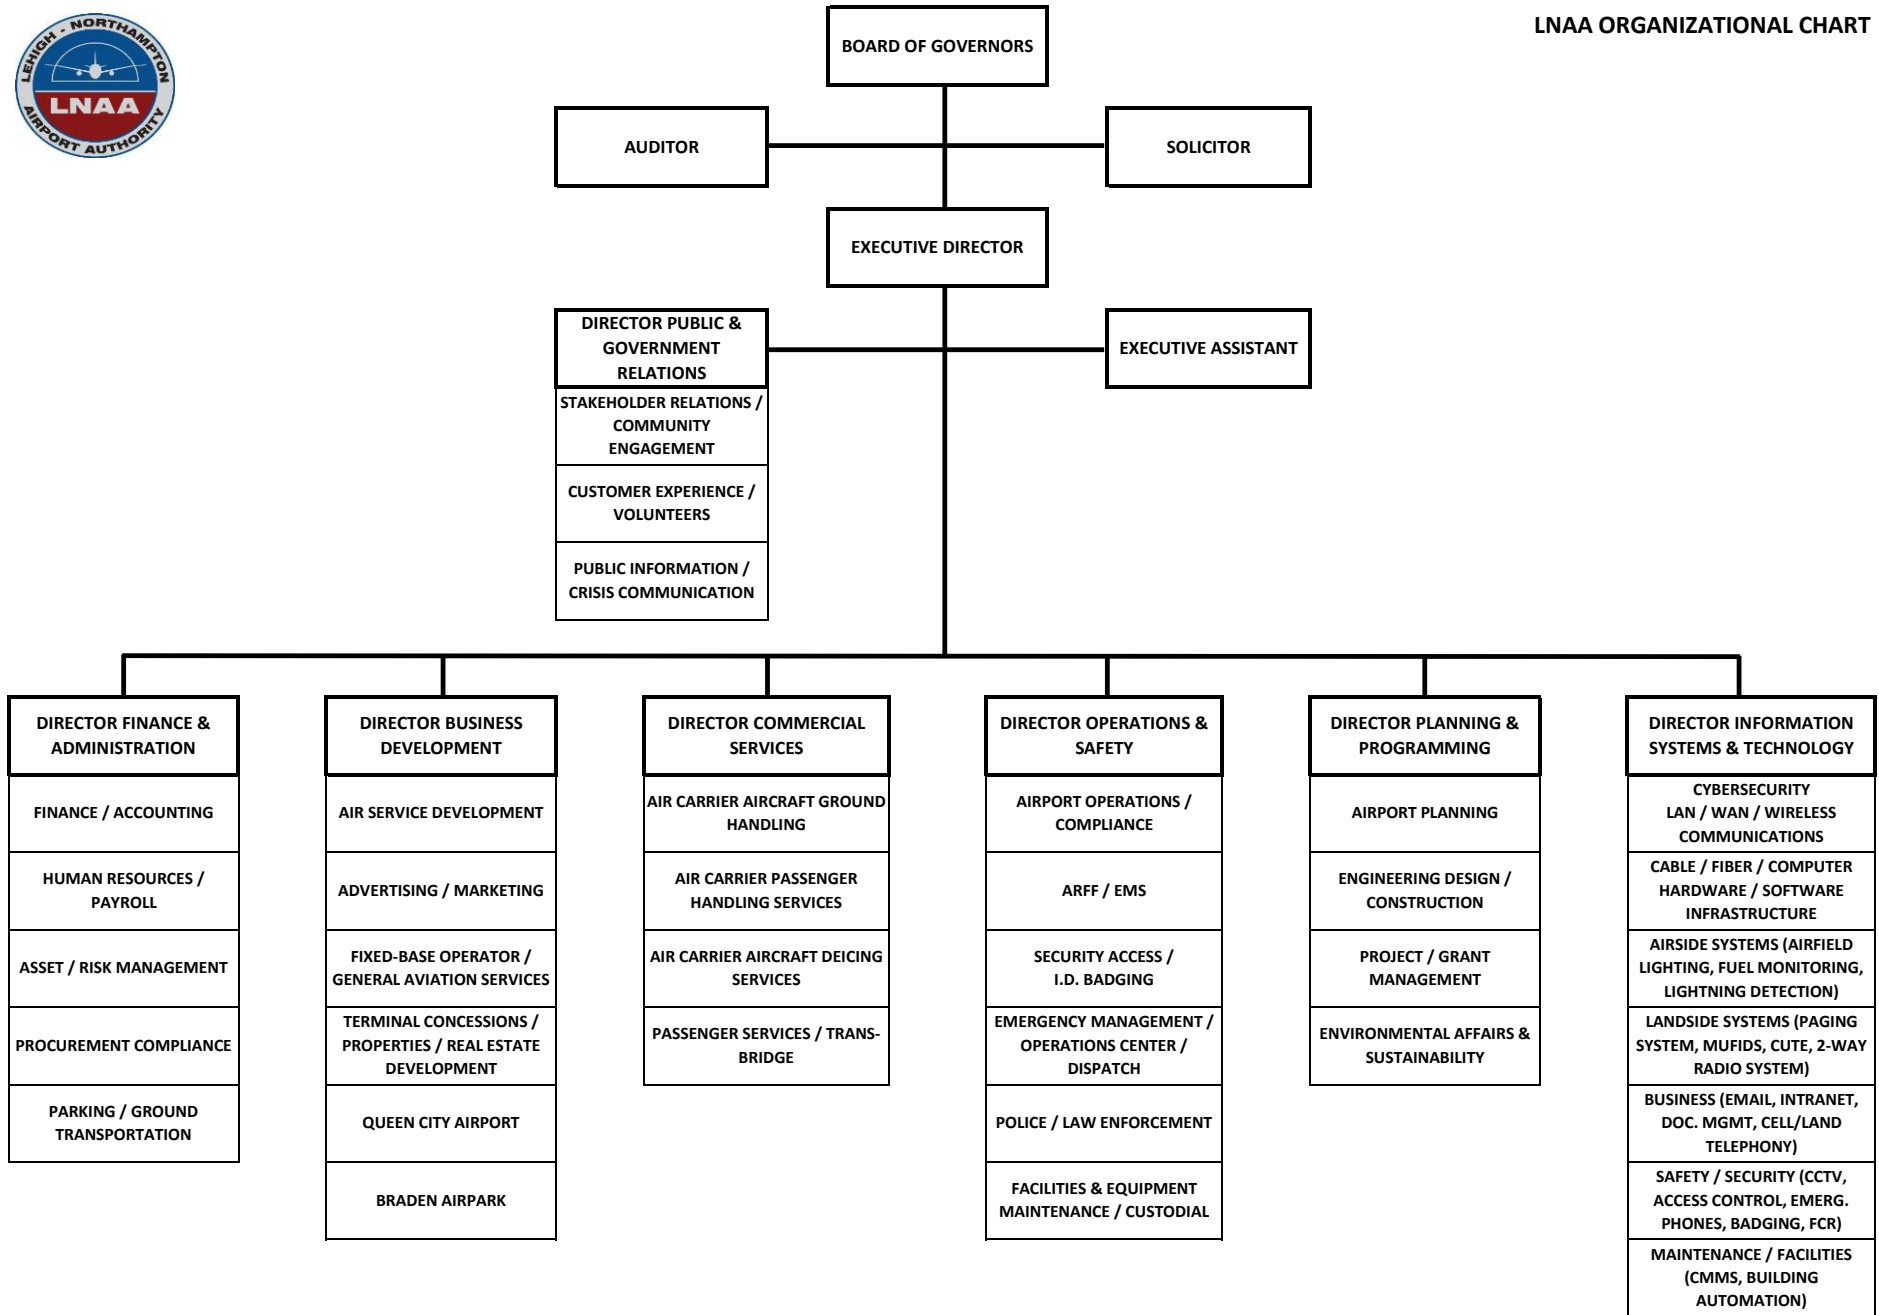 LEHIGH - NORTHAMPTON
LNAA
AIRPORT AUTHORITY
LNAA ORGANIZATIONAL CHART
BOARD OF GOVERNORS
AUDITOR
SOLICITOR
EXECUTIVE DIRECTOR
DIRECTOR PUBLIC &
GOVERNMENT
RELATIONS
EXECUTIVE ASSISTANT
STAKEHOLDER RELATIONS /
COMMUNITY
ENGAGEMENT
CUSTOMER EXPERIENCE /
VOLUNTEERS
PUBLIC INFORMATION /
CRISIS COMMUNICATION
DIRECTOR FINANCE &
ADMINISTRATION
FINANCE / ACCOUNTING
HUMAN RESOURCES /
PAYROLL
ASSET / RISK MANAGEMENT
PROCUREMENT COMPLIANCE
PARKING / GROUND
TRANSPORTATION
DIRECTOR BUSINESS
DEVELOPMENT
AIR SERVICE DEVELOPMENT
ADVERTISING / MARKETING
FIXED-BASE OPERATOR /
GENERAL AVIATION SERVICES
TERMINAL CONCESSIONS /
PROPERTIES / REAL ESTATE
DEVELOPMENT
QUEEN CITY AIRPORT
BRADEN AIRPARK
DIRECTOR COMMERCIAL
SERVICES
AIR CARRIER AIRCRAFT GROUND
HANDLING
AIR CARRIER PASSENGER
HANDLING SERVICES
AIR CARRIER AIRCRAFT DEICING
SERVICES
PASSENGER SERVICES / TRANS-
BRIDGE
DIRECTOR OPERATIONS &
SAFETY
AIRPORT OPERATIONS /
COMPLIANCE
ARFF / EMS
SECURITY ACCESS /
I.D. BADGING
EMERGENCY MANAGEMENT /
OPERATIONS CENTER /
DISPATCH
POLICE / LAW ENFORCEMENT
FACILITIES & EQUIPMENT
MAINTENANCE / CUSTODIAL
DIRECTOR PLANNING &
PROGRAMMING
AIRPORT PLANNING
ENGINEERING DESIGN /
CONSTRUCTION
PROJECT / GRANT
MANAGEMENT
ENVIRONMENTAL AFFAIRS &
SUSTAINABILITY
DIRECTOR INFORMATION
SYSTEMS & TECHNOLOGY
CYBERSECURITY
LAN / WAN / WIRELESS
COMMUNICATIONS
CABLE / FIBER / COMPUTER
HARDWARE / SOFTWARE
INFRASTRUCTURE
AIRSIDE SYSTEMS (AIRFIELD
LIGHTING, FUEL MONITORING,
LIGHTNING DETECTION)
LANDSIDE SYSTEMS (PAGING
SYSTEM, MUFIDS, CUTE, 2-WAY
RADIO SYSTEM)
BUSINESS (EMAIL, INTRANET,
DOC. MGMT, CELL/LAND
TELEPHONY)
SAFETY / SECURITY (CCTV,
ACCESS CONTROL, EMERG.
PHONES, BADGING, FCR)
MAINTENANCE / FACILITIES
(CMMS, BUILDING
AUTOMATION)